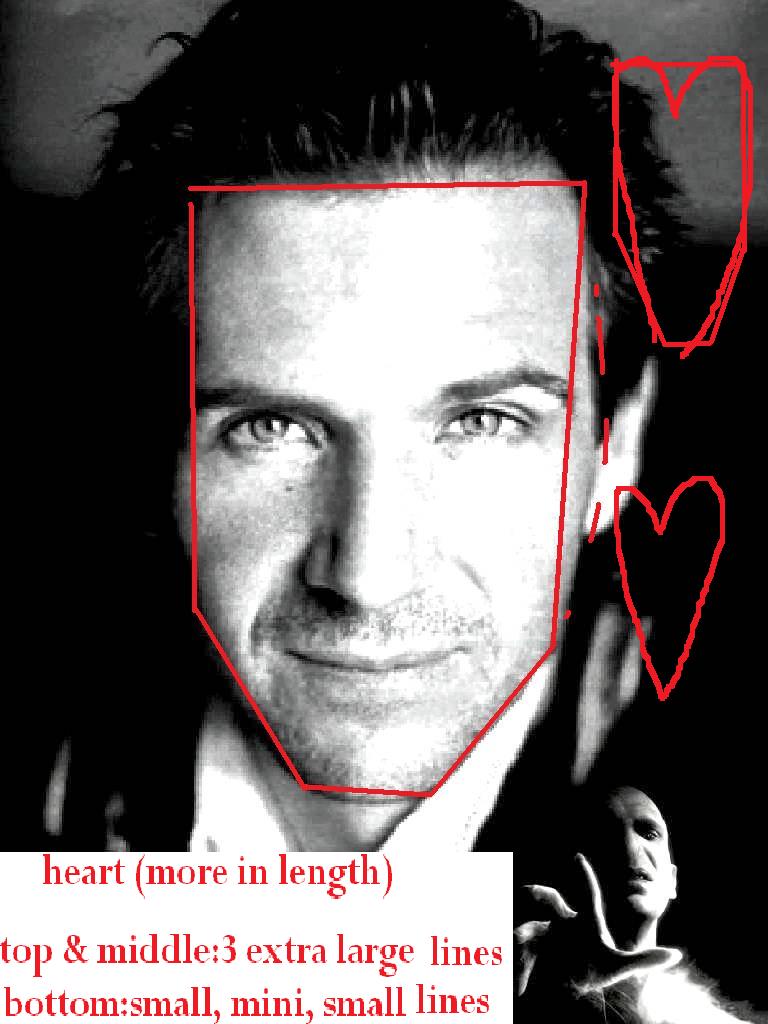 heart (more in length)
top & middle:3 extra large lines
bottom:small, mini, small lines